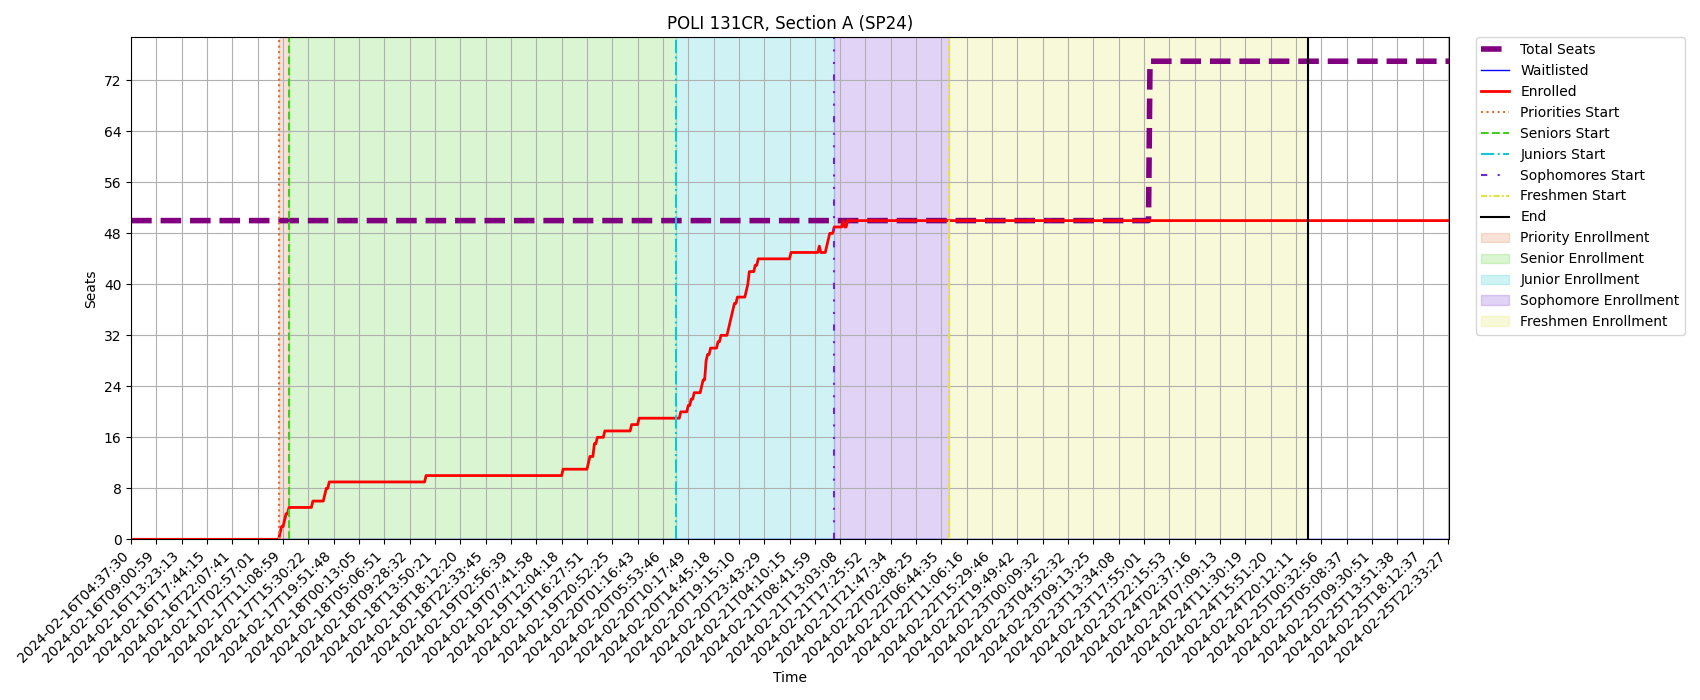 POLI 131CR, Section A (SP24)
Seats
72
64
56
48
40
32
24
16
8
0
2024-02-16T04:37:30
2024-02-16T09:00:59
2024-02-16T13:23:13
2024-02-16T17:44:15
2024-02-16T22:07:41
2024-02-17T02:57:01
2024-02-17T11:08:59
2024-02-17T15:30:22
2024-02-17T19:51:48
2024-02-18T00:13:05
2024-02-18T05:06:51
2024-02-18T09:28:32
2024-02-18T13:50:21
2024-02-18T18:12:20
2024-02-18T22:33:45
2024-02-19T02:56:39
2024-02-19T07:41:58
2024-02-19T12:04:18
2024-02-19T16:27:51
2024-02-19T20:52:25
2024-02-20T01:16:43
2024-02-20T05:53:46
2024-02-20T10:17:49
2024-02-20T14:45:18
2024-02-20T19:15:10
2024-02-20T23:43:29
2024-02-21T04:10:15
2024-02-21T08:41:59
2024-02-21T13:03:08
2024-02-21T17:25:52
2024-02-21T21:47:34
2024-02-22T02:08:25
2024-02-22T06:44:35
2024-02-22T11:06:16
2024-02-22T15:29:46
2024-02-22T19:49:42
2024-02-23T00:09:32
2024-02-23T04:52:32
2024-02-23T09:13:25
2024-02-23T13:34:08
2024-02-23T17:55:01
2024-02-23T22:15:53
2024-02-24T02:37:16
2024-02-24T07:09:13
2024-02-24T11:30:19
2024-02-24T15:51:20
2024-02-24T20:12:11
2024-02-25T00:32:56
2024-02-25T05:08:37
2024-02-25T09:30:51
2024-02-25T13:51:38
2024-02-25T18:12:37
2024-02-25T22:33:27
Time
Total Seats
Waitlisted
Enrolled
Priorities Start
Seniors Start
Juniors Start
Sophomores Start
Freshmen Start
End
Priority Enrollment
Senior Enrollment
Junior Enrollment
Sophomore Enrollment
Freshmen Enrollment